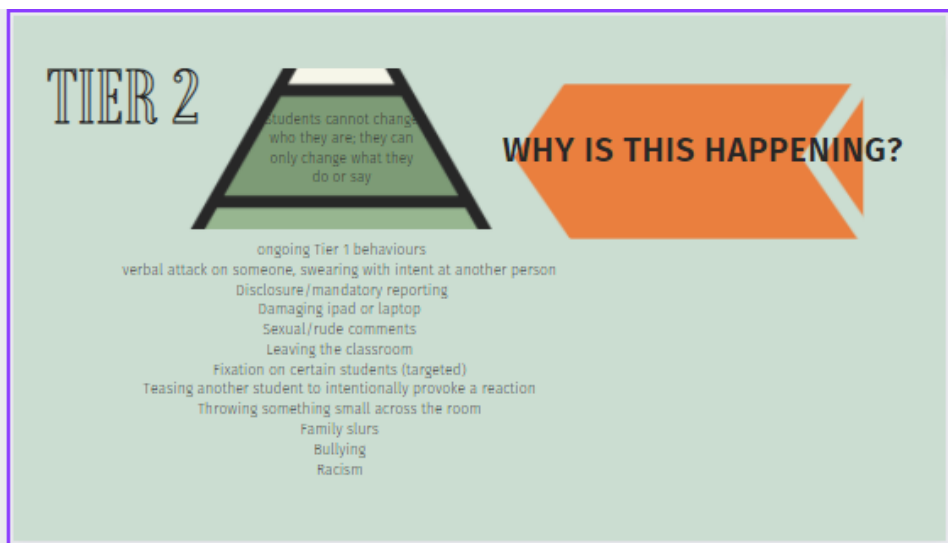 TIER 2
Students cannot change
who they are; they can
only change what they
do or say
WHY IS THIS HAPPENING?
ongoing Tier 1 behaviours
verbal attack on someone, swearing with intent at another person
Disclosure/mandatory reporting
Damaging ipad or laptop
Sexual/rude comments
Leaving the classroom
Fixation on certain students (targeted)
Teasing another student to intentionally provoke a reaction
Throwing something small across the room
Family slurs
Bullying
Racism